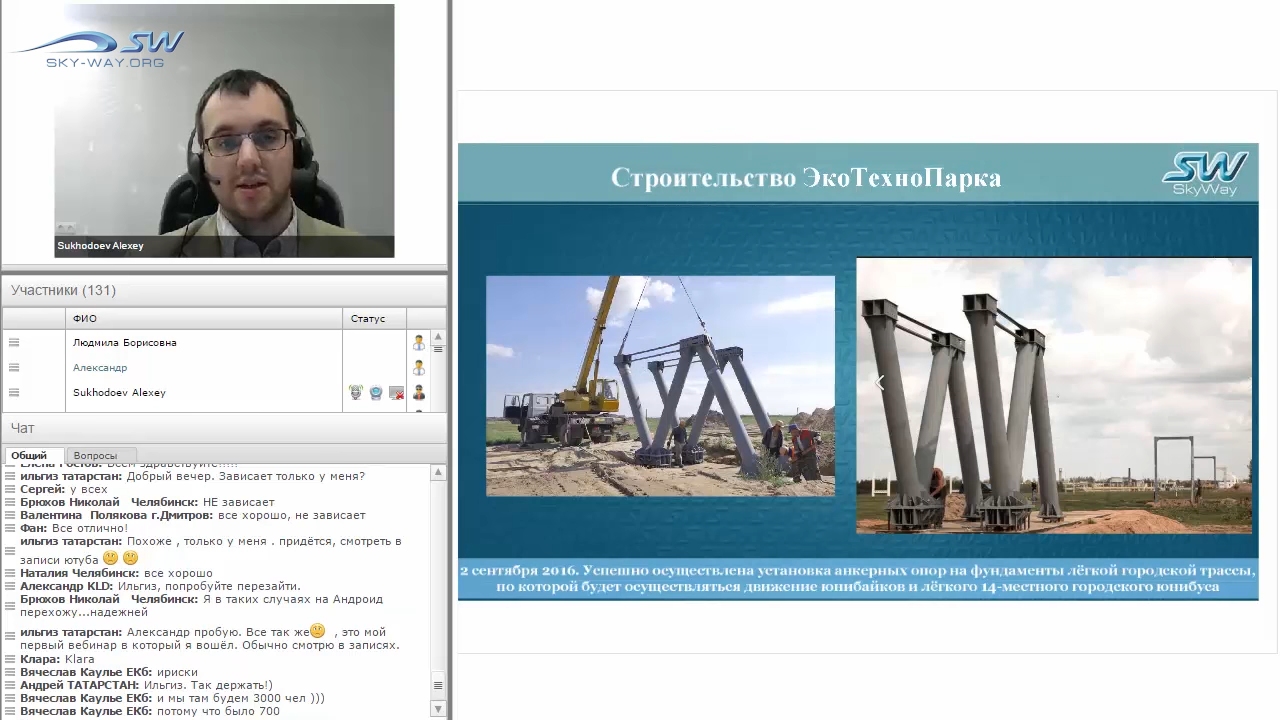 SW
SKY-WAY.ORG
Sukhodoev Alexey
Участники (131)
ФИО
Статус
Людмила Борисовна
Александр
Sukhodoev Alexey
Чат
Общий
Вопросы
ильгиз татарстан: Добрый вечер. Зависает только у меня?
Сергей: у всех
Брюхов Николай Челябинск: НЕ зависает
Валентина Полякова г.Дмитров: все хорошо, не зависает
Фан: Все отлично!
ильгиз татарстан: Похоже , только у меня . придётся, смотреть в
записи ютуба
Наталия Челябинск: все хорошо
Александр KLD: Ильгиз, попробуйте перезайти.
Брюхов Николай Челябинск: Я в таких случаях на Андроид
перехожу...надежней
ильгиз татарстан: Александр пробую. Все так же , это мой
первый вебинар в который я вошёл. Обычно смотрю в записях.
Клара: Klara
Вячеслав Каулье ЕКб: ириски
Андрей ТАТАРСТАН: Ильгиз. Так держать!)
Вячеслав Каулье ЕКб: и мы там будем 3000 чел )))
Вячеслав Каулье ЕКб: потому что было 700
Строительство ЭкоТехноПарка
SW
SkyWay
2 сентября 2016. Успешно осуществлена установка анкерных опор на фундаменты лёгкой городской трассы,
по которой будет осуществляться движение юнибайков и лёгкого 14-местного городского юнибуса